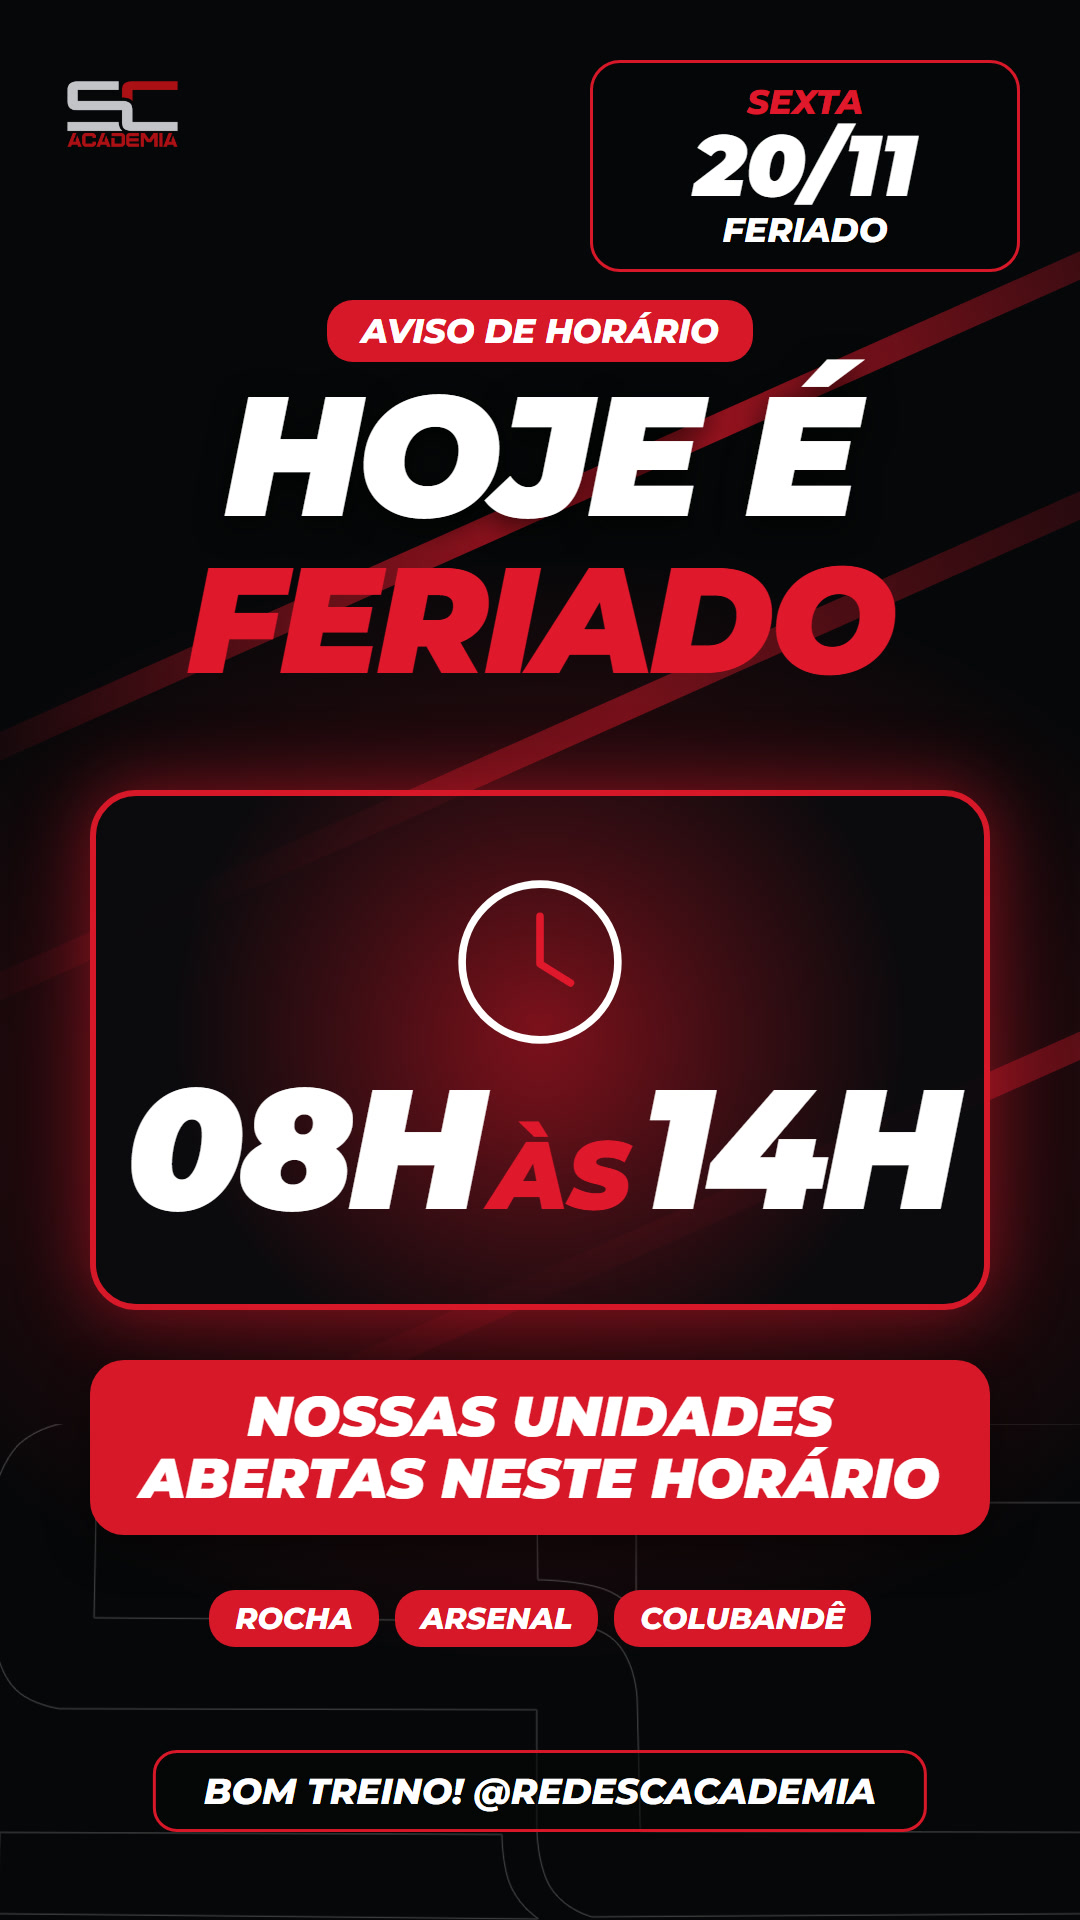 SC
ACADEMIA
SEXTA
20/11
FERIADO
AVISO DE HORÁRIO
HOJE É
FERIADO
08H ÀS 14H
NOSSAS UNIDADES
ABERTAS NESTE HORÁRIO
ROCHA ARSENAL COLUBANDÊ
BOM TREINO! @REDESCACADEMIA